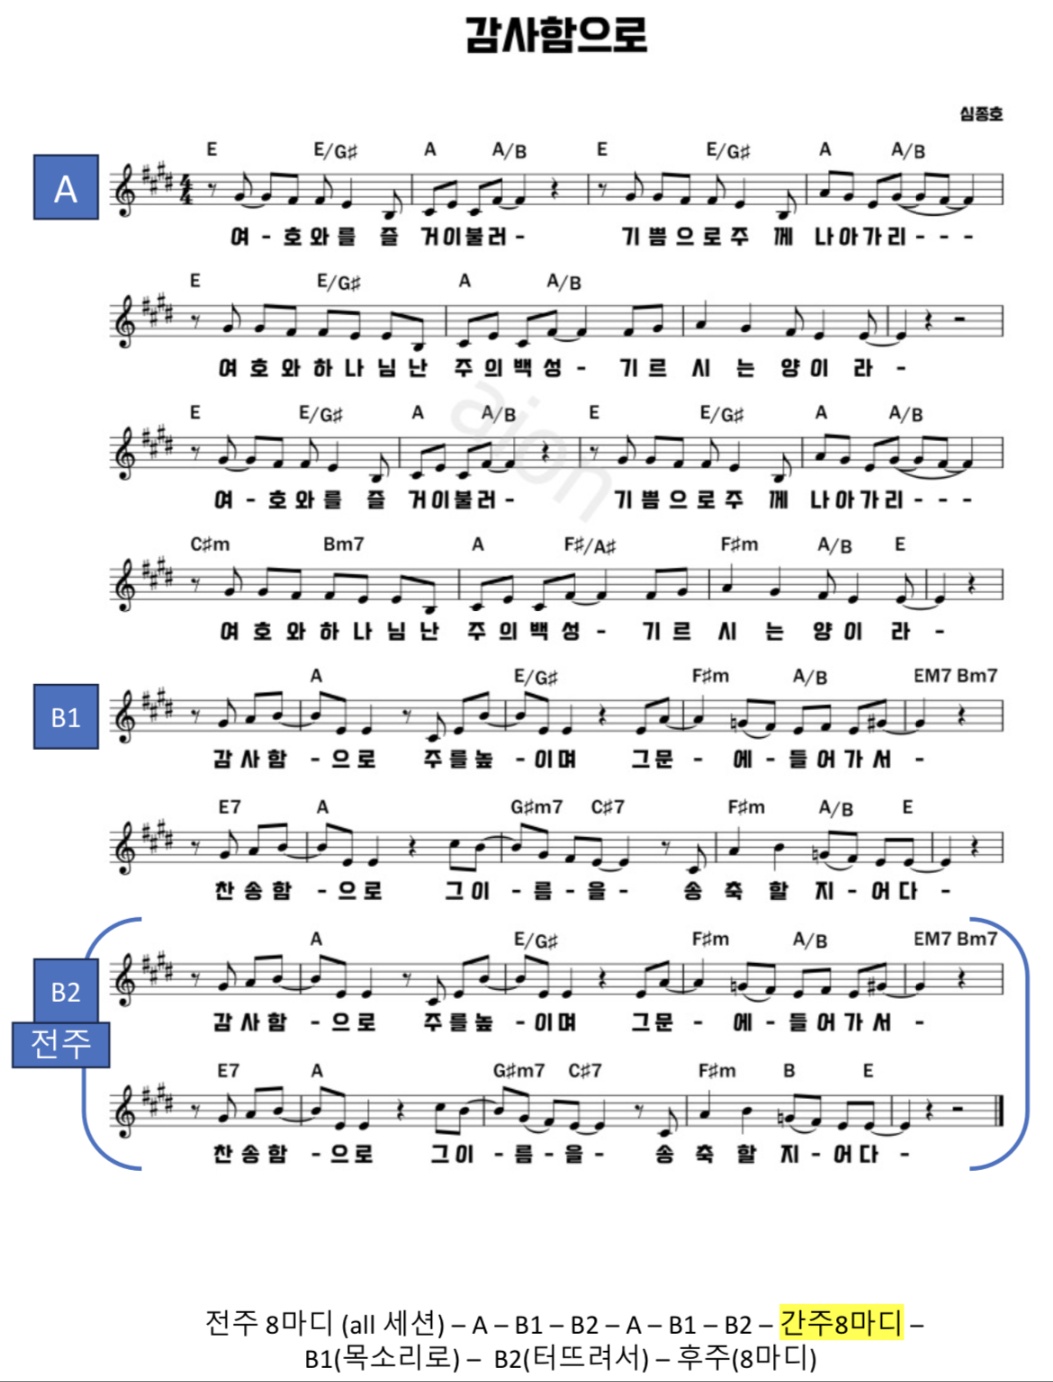 감사함으로
심종호
E E/G♯ A A/B E E/G♯ A A/B
A
여 - 호 와 를 즐 거 이 불 러 - 기 쁨 으 로 주 께 나 아 가 리 - - -
E E/G♯ A A/B
여 호 와 하 나 님 난 주 의 백 성 - 기 르 시 는 양 이 라 -
E E/G♯ A A/B E E/G♯ A A/B
여 - 호 와 를 즐 거 이 불 러 - 기 쁨 으 로 주 께 나 아 가 리 - - -
ajon
C♯m Bm7 A F♯/A♯ F♯m A/B E
여 호 와 하 나 님 난 주 의 백 성 - 기 르 시 는 양 이 라 -
A E/G♯ F♯m A/B EM7 Bm7
B1
감 사 함 - 으 로 주 를 높 - 이 며 그 문 - 에 - 들 어 가 서 -
E7 A G♯m7 C♯7 F♯m A/B E
찬 송 함 - 으 로 그 이 - 름 - 을 - 송 축 할 지 - 어 다 -
A E/G♯ F♯m A/B EM7 Bm7
B2
감 사 함 - 으 로 주 를 높 - 이 며 그 문 - 에 - 들 어 가 서 -
전주
E7 A G♯m7 C♯7 F♯m B E
찬 송 함 - 으 로 그 이 - 름 - 을 - 송 축 할 지 - 어 다 -
전주 8마디 (all 세션) – A – B1 – B2 – A – B1 – B2 – 간주8마디 –
B1(목소리로) – B2(터뜨려서) – 후주(8마디)